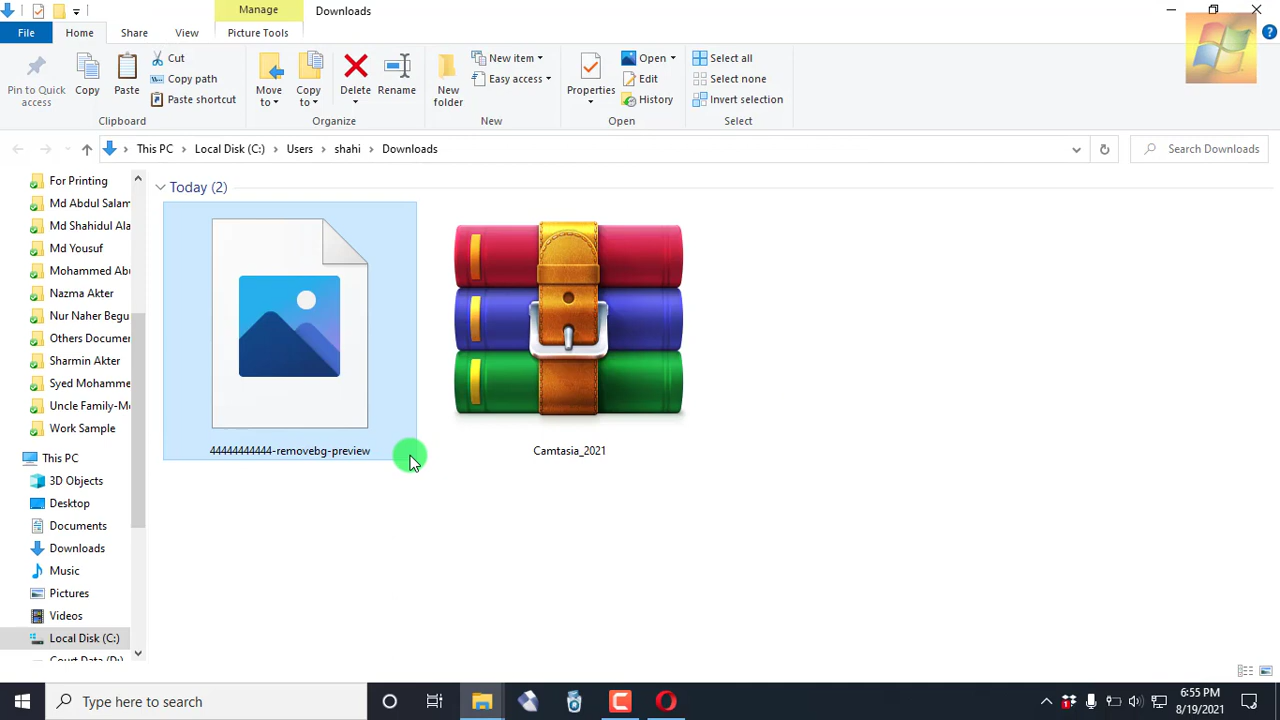 Manage
Downloads
File
Home
Share
View
Picture Tools
Pin to Quick access
Copy
Paste
Cut
Copy path
Paste shortcut
Clipboard
Move to
Copy to
Delete
Rename
Organize
New folder
New item
Easy access
New
Properties
Open
Edit
History
Open
Select all
Select none
Invert selection
Select
This PC
Local Disk (C:)
Users
shahi
Downloads
Search Downloads
For Printing
Md Abdul Salam
Md Shahidul Ala
Md Yousuf
Mohammed Abu
Nazma Akter
Nur Naher Begu
Others Documen
Sharmin Akter
Syed Mohamme
Uncle Family-M
Work Sample
This PC
3D Objects
Desktop
Documents
Downloads
Music
Pictures
Videos
Local Disk (C:)
Court Data (D:)
Today (2)
44444444444-removebg-preview
Camtasia_2021
Type here to search
6:55 PM
8/19/2021